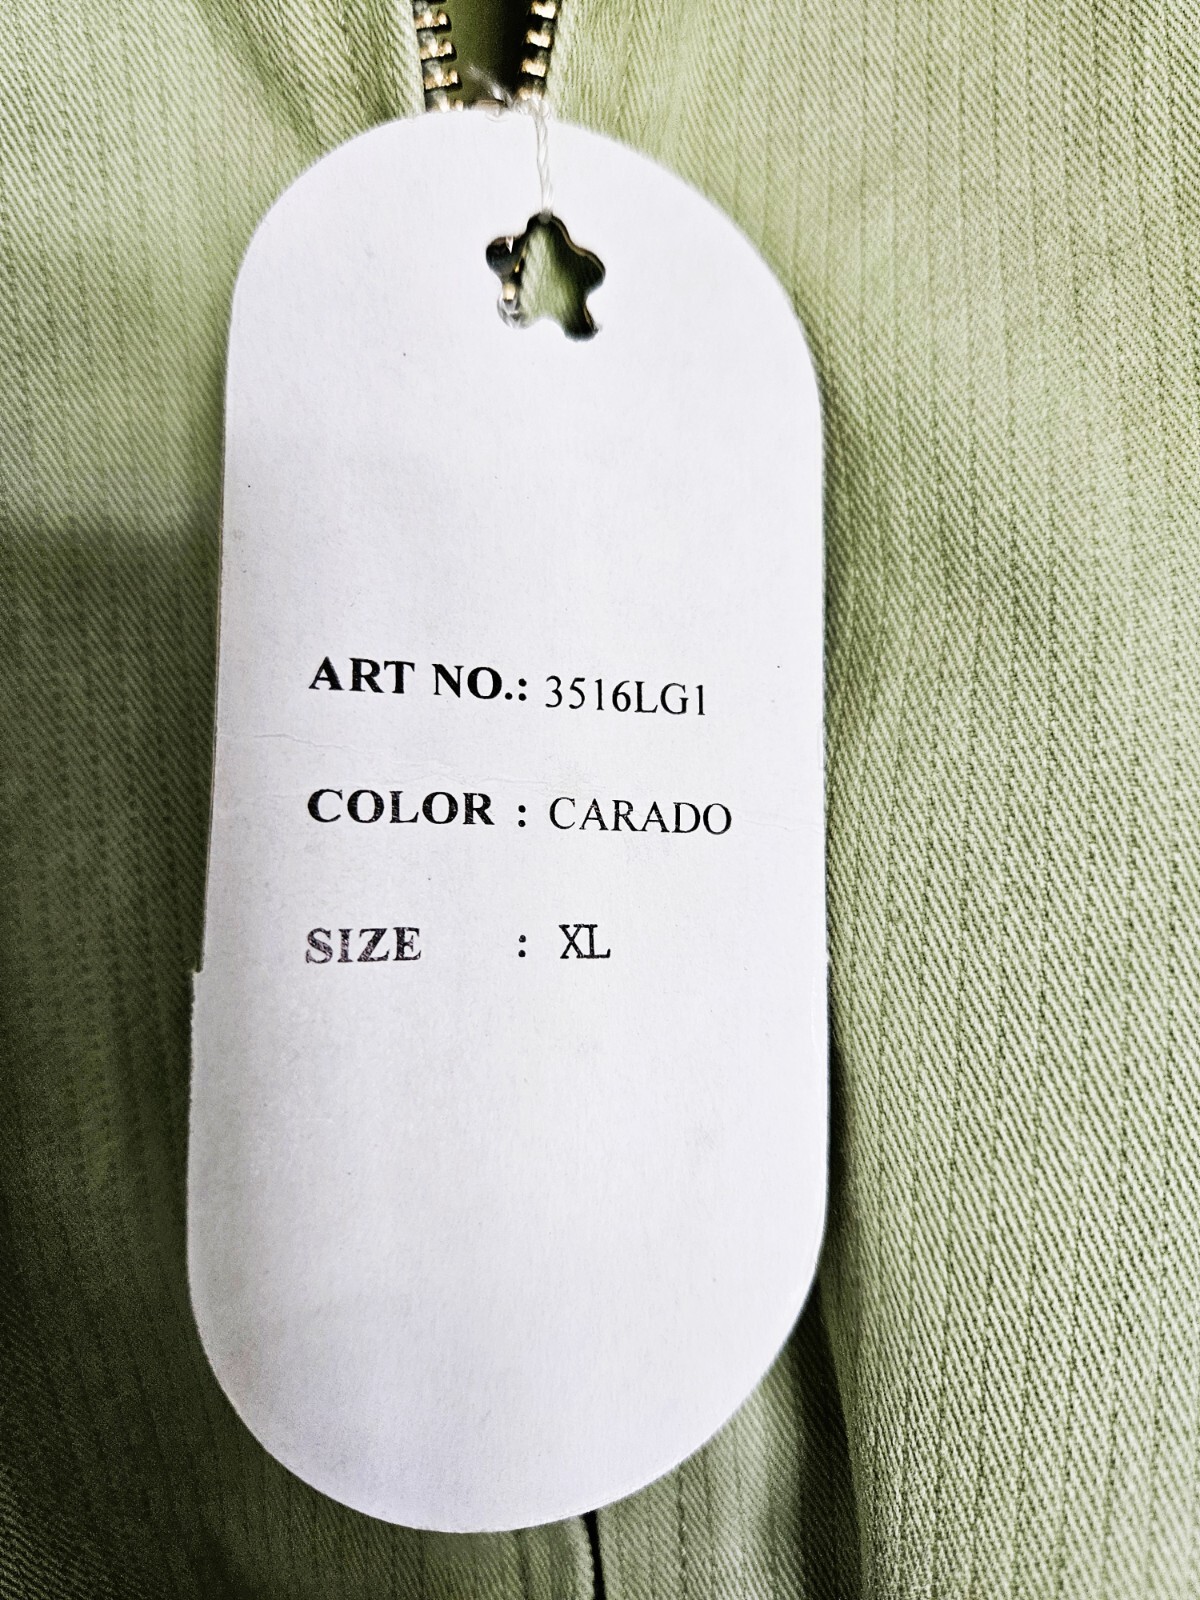 ART NO.: 3516LG1
COLOR : CARADO
SIZE : XL